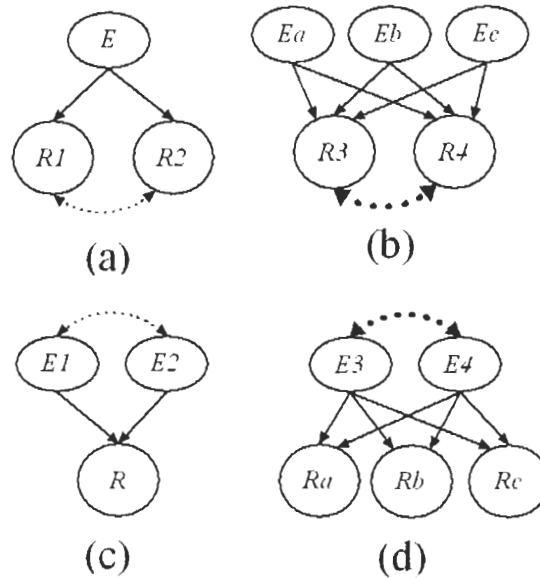 E
Ea Eb Ec
R1 R2
R3 R4
(a)
(b)
E1 E2
E3 E4
R
Ra Rb Rc
(c)
(d)